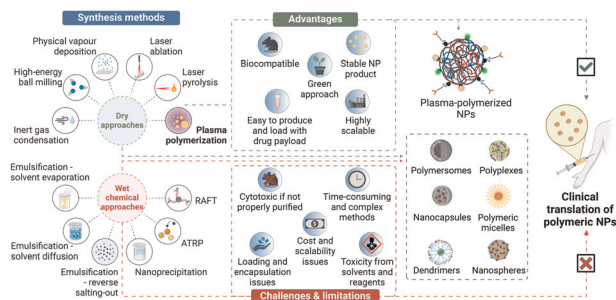 Synthesis methods
Physical vapour
deposition
Laser
ablation
High-energy
ball milling
Laser
pyrolysis
Dry
approaches
Inert gas
condensation
Plasma
polymerization
Emulsification -
solvent evaporation
Wet
chemical
approaches
RAFT
Emulsification -
solvent diffusion
ATRP
Emulsification
- reverse
salting-out
Nanoprecipitation
Advantages
Biocompatible
Stable NP
product
Green
approach
Easy to produce
and load with
drug payload
Highly
scalable
Cytotoxic if not
properly purified
Time-consuming
and complex
methods
Cost and
scalability
issues
Loading and
encapsulation
issues
Toxicity from
solvents and
reagents
Challenges & limitations
Plasma-polymerized
NPs
Polymersomes
Polyplexes
Nanocapsules
Polymeric
micelles
Dendrimers
Nanospheres
Clinical
translation of
polymeric NPs